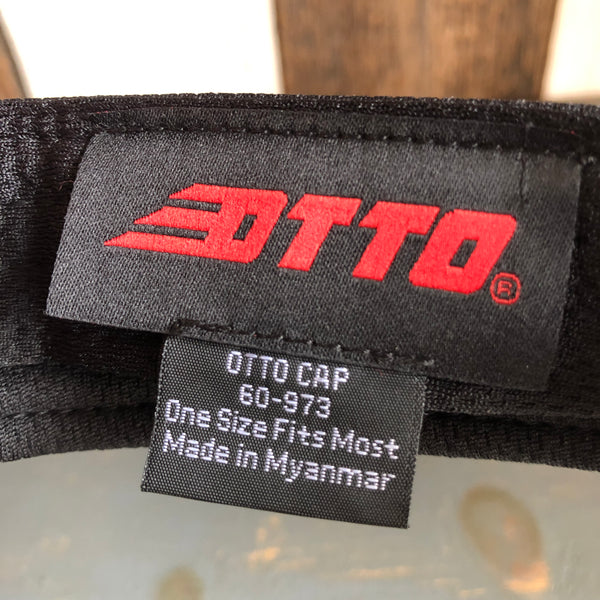 OTTO®
OTTO CAP
60-973
One Size Fits Most
Made in Myanmar